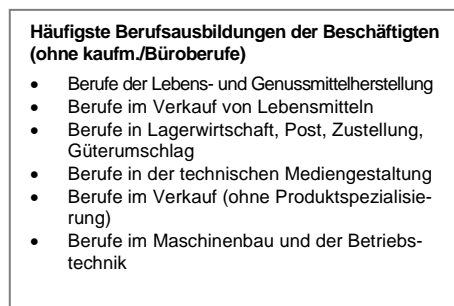 Häufigste Berufsausbildungen der Beschäftigten
(ohne kaufm./Büroberufe)
• Berufe der Lebens- und Genussmittelherstellung
• Berufe im Verkauf von Lebensmitteln
• Berufe in Lagerwirtschaft, Post, Zustellung,
Güterumschlag
• Berufe in der technischen Mediengestaltung
• Berufe im Verkauf (ohne Produktspezialisie-
rung)
• Berufe im Maschinenbau und der Betriebs-
technik